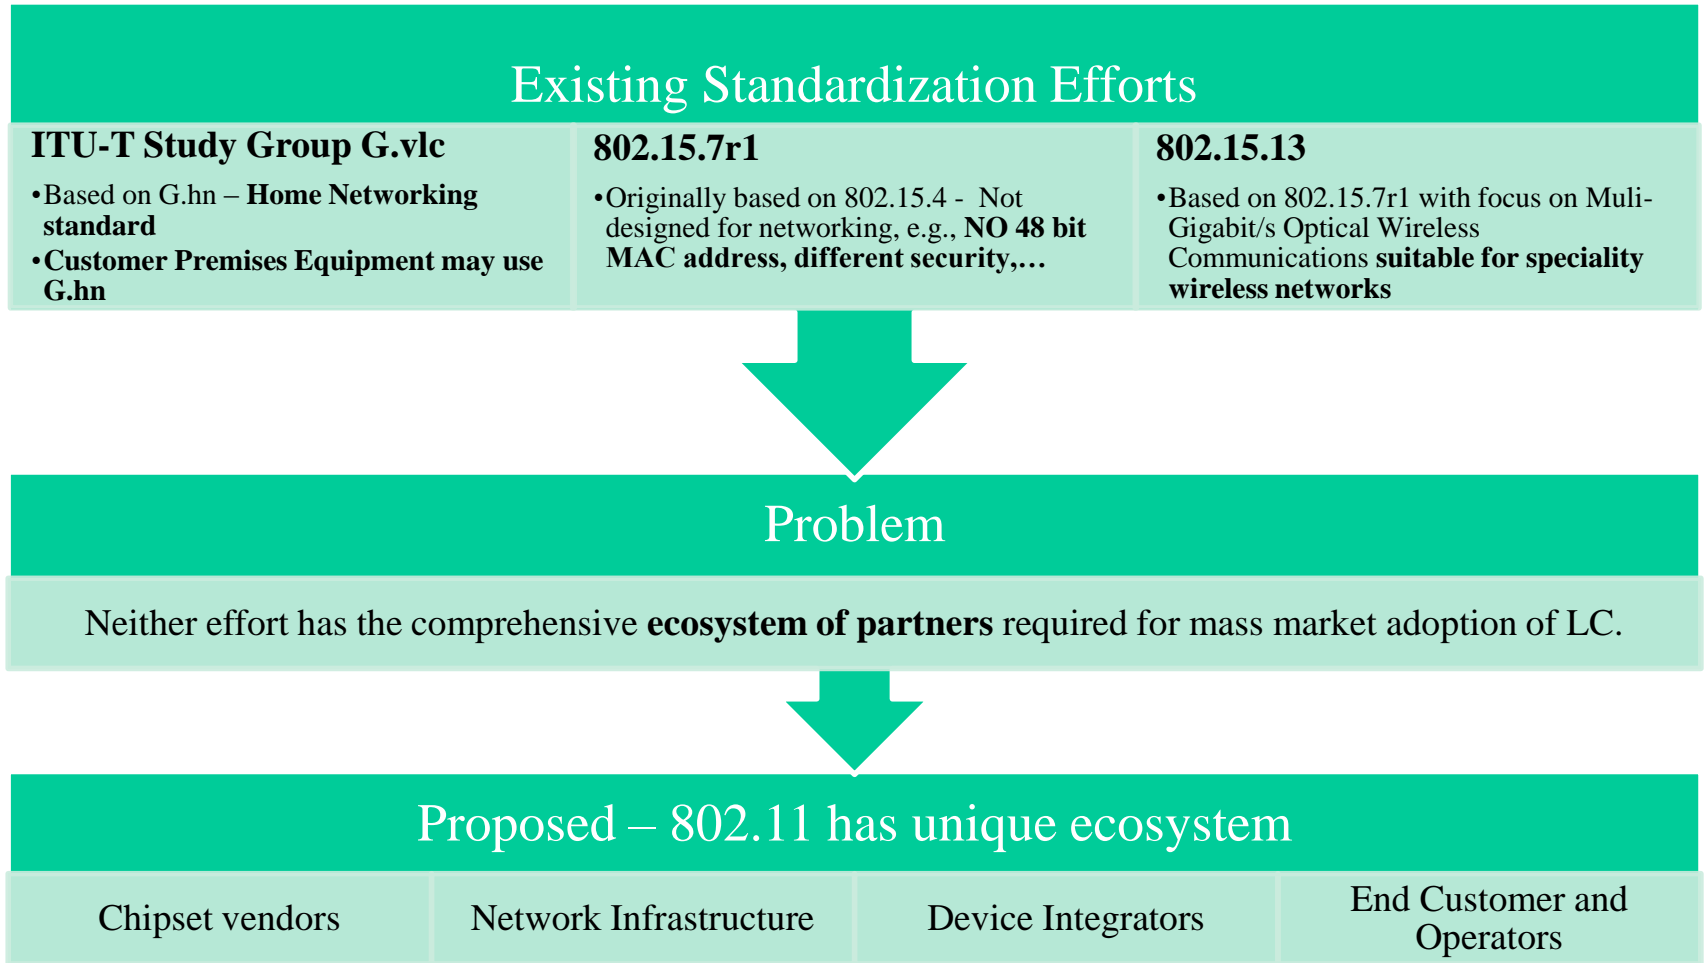 Existing Standardization Efforts
ITU-T Study Group G.vlc
•Based on G.hn – Home Networking
standard
•Customer Premises Equipment may use
G.hn
802.15.7r1
•Originally based on 802.15.4 -  Not
designed for networking, e.g., NO 48 bit
MAC address, different security,…
802.15.13
•Based on 802.15.7r1 with focus on Muli-
Gigabit/s Optical Wireless
Communications suitable for speciality
wireless networks
Problem
Neither effort has the comprehensive ecosystem of partners required for mass market adoption of LC.
Proposed – 802.11 has unique ecosystem
Chipset vendors
Network Infrastructure
Device Integrators
End Customer and
Operators